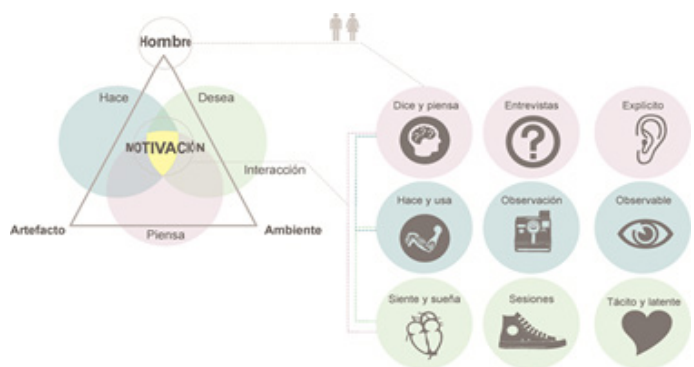 Hombre
Hace
Desea
MOTIVACIÓN
Interacción
Artefacto
Piensa
Ambiente
Dice y piensa
Entrevistas
Explicito
Hace y usa
Observación
Observable
Siente y sueña
Sesiones
Tácito y latente